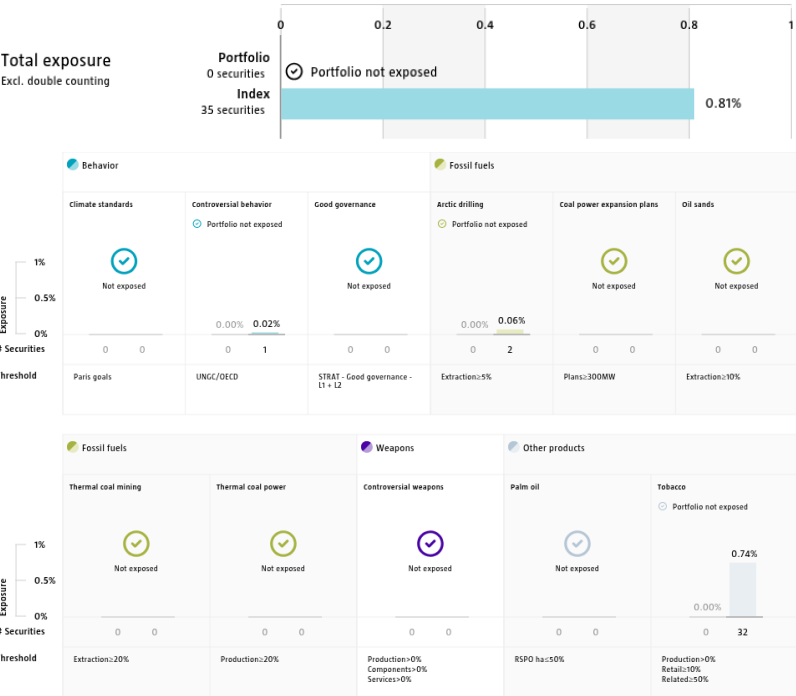 0 0.2 0.4 0.6 0.8 1
Total exposure
Excl. double counting
Portfolio
0 securities
Portfolio not exposed
Index
35 securities
0.81%
Behavior
Fossil fuels
Climate standards
Controversial behavior
Good governance
Arctic drilling
Coal power expansion plans
Oil sands
Portfolio not exposed
Portfolio not exposed
Not exposed
Not exposed
Not exposed
Not exposed
Exposure
1%
0.5%
0%
0.00% 0.02%
0.00% 0.06%
# Securities
0 0
0 1
0 0
0 2
0 0
0 0
Threshold
Paris goals
UNGC/OECD
STRAT - Good governance -
L1 + L2
Extraction≥5%
Plans≥300MW
Extraction≥10%
Fossil fuels
Weapons
Other products
Thermal coal mining
Thermal coal power
Controversial weapons
Palm oil
Tobacco
Portfolio not exposed
Not exposed
Not exposed
Not exposed
Not exposed
Exposure
1%
0.5%
0%
0.00% 0.74%
# Securities
0 0
0 0
0 0
0 0
0 32
Threshold
Extraction≥20%
Production≥20%
Production>0%
Components>0%
Services>0%
RSPO ha≤50%
Production>0%
Retail≥10%
Related≥50%